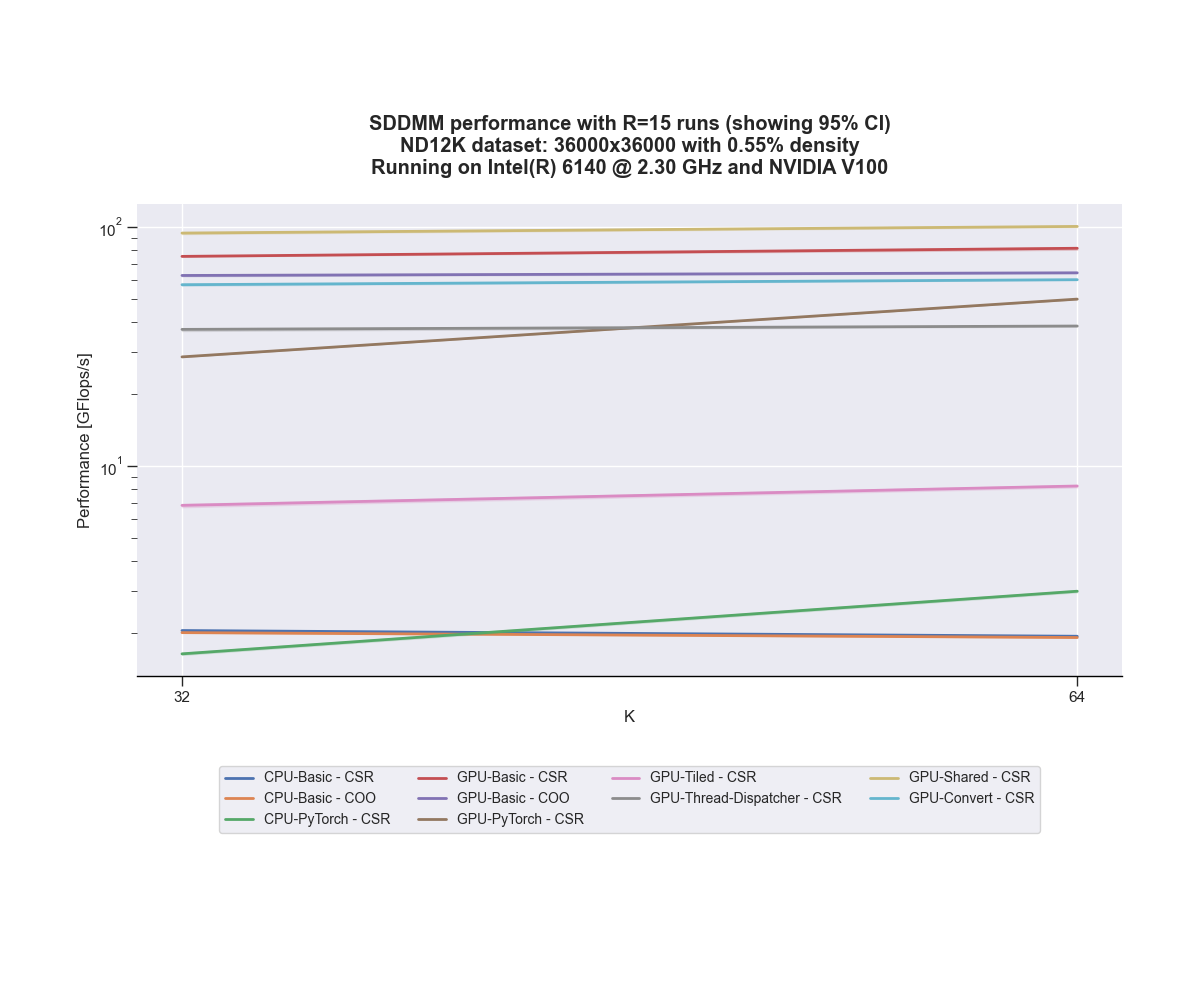 SDDMM performance with R=15 runs (showing 95% CI)
ND12K dataset: 36000x36000 with 0.55% density
Running on Intel(R) 6140 @ 2.30 GHz and NVIDIA V100
10^2
10^1
Performance [GFlops/s]
32 64
K
CPU-Basic - CSR GPU-Basic - CSR GPU-Tiled - CSR GPU-Shared - CSR
CPU-Basic - COO GPU-Basic - COO GPU-Thread-Dispatcher - CSR GPU-Convert - CSR
CPU-PyTorch - CSR GPU-PyTorch - CSR